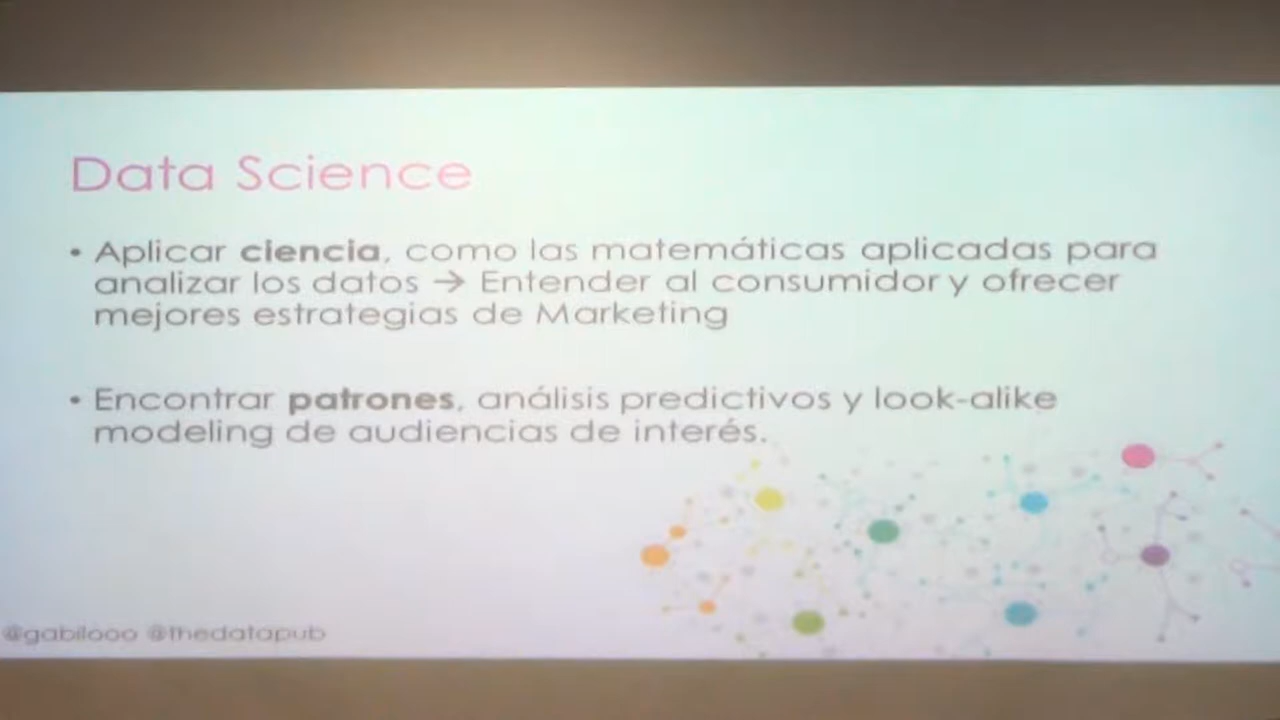 Data Science
• Aplicar ciencia, como las matemáticas aplicadas para
analizar los datos → Entender al consumidor y ofrecer
mejores estrategias de Marketing
• Encontrar patrones, análisis predictivos y look-alike
modeling de audiencias de interés.
@gabilooo @thedatapub